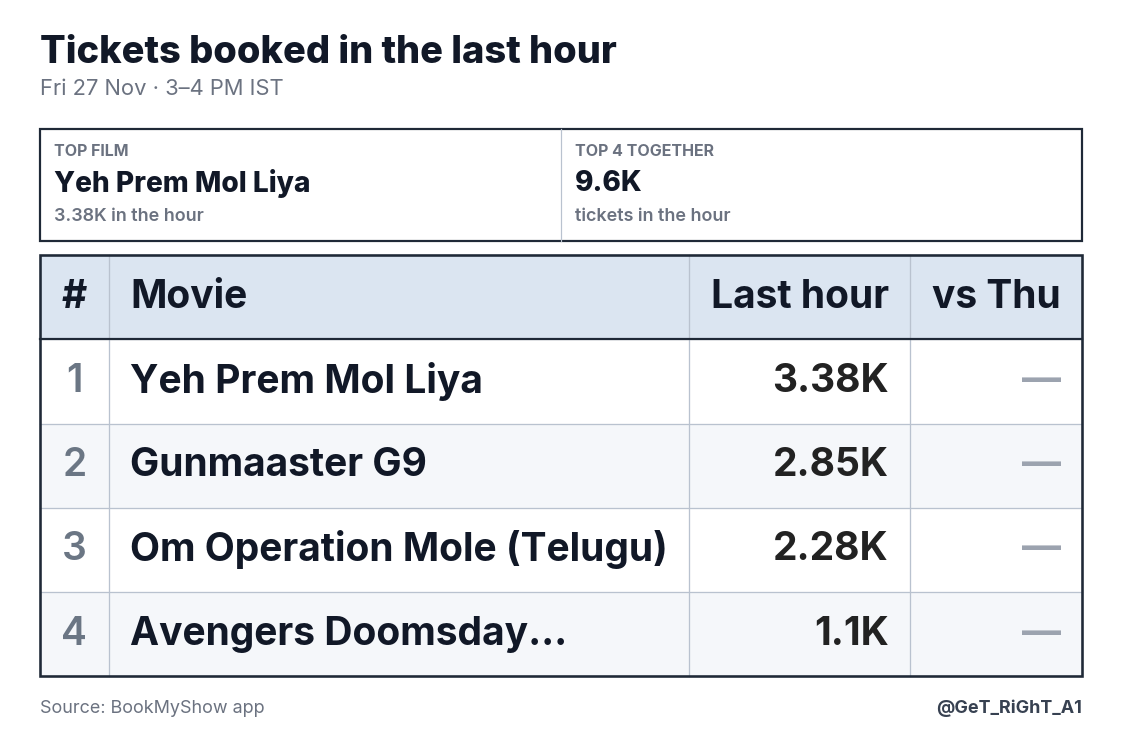 Tickets booked in the last hour
Fri 27 Nov · 3–4 PM IST
TOP FILM
Yeh Prem Mol Liya
3.38K in the hour
TOP 4 TOGETHER
9.6K
tickets in the hour
# Movie Last hour vs Thu
1 Yeh Prem Mol Liya 3.38K —
2 Gunmaaster G9 2.85K —
3 Om Operation Mole (Telugu) 2.28K —
4 Avengers Doomsday... 1.1K —
Source: BookMyShow app
@GeT_RiGhT_A1